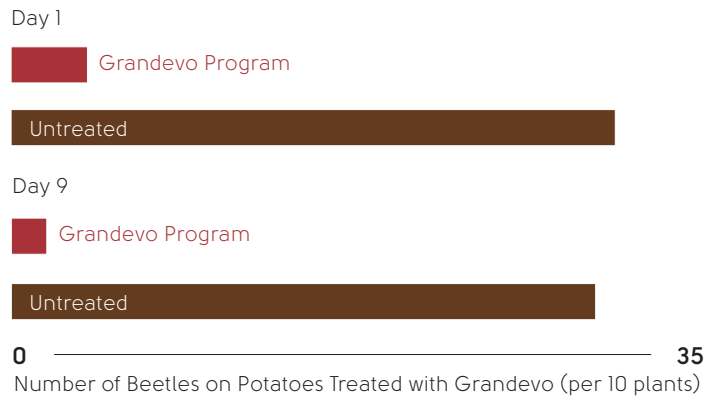 Day 1
Grandevo Program
Untreated
Day 9
Grandevo Program
Untreated
0 35
Number of Beetles on Potatoes Treated with Grandevo (per 10 plants)